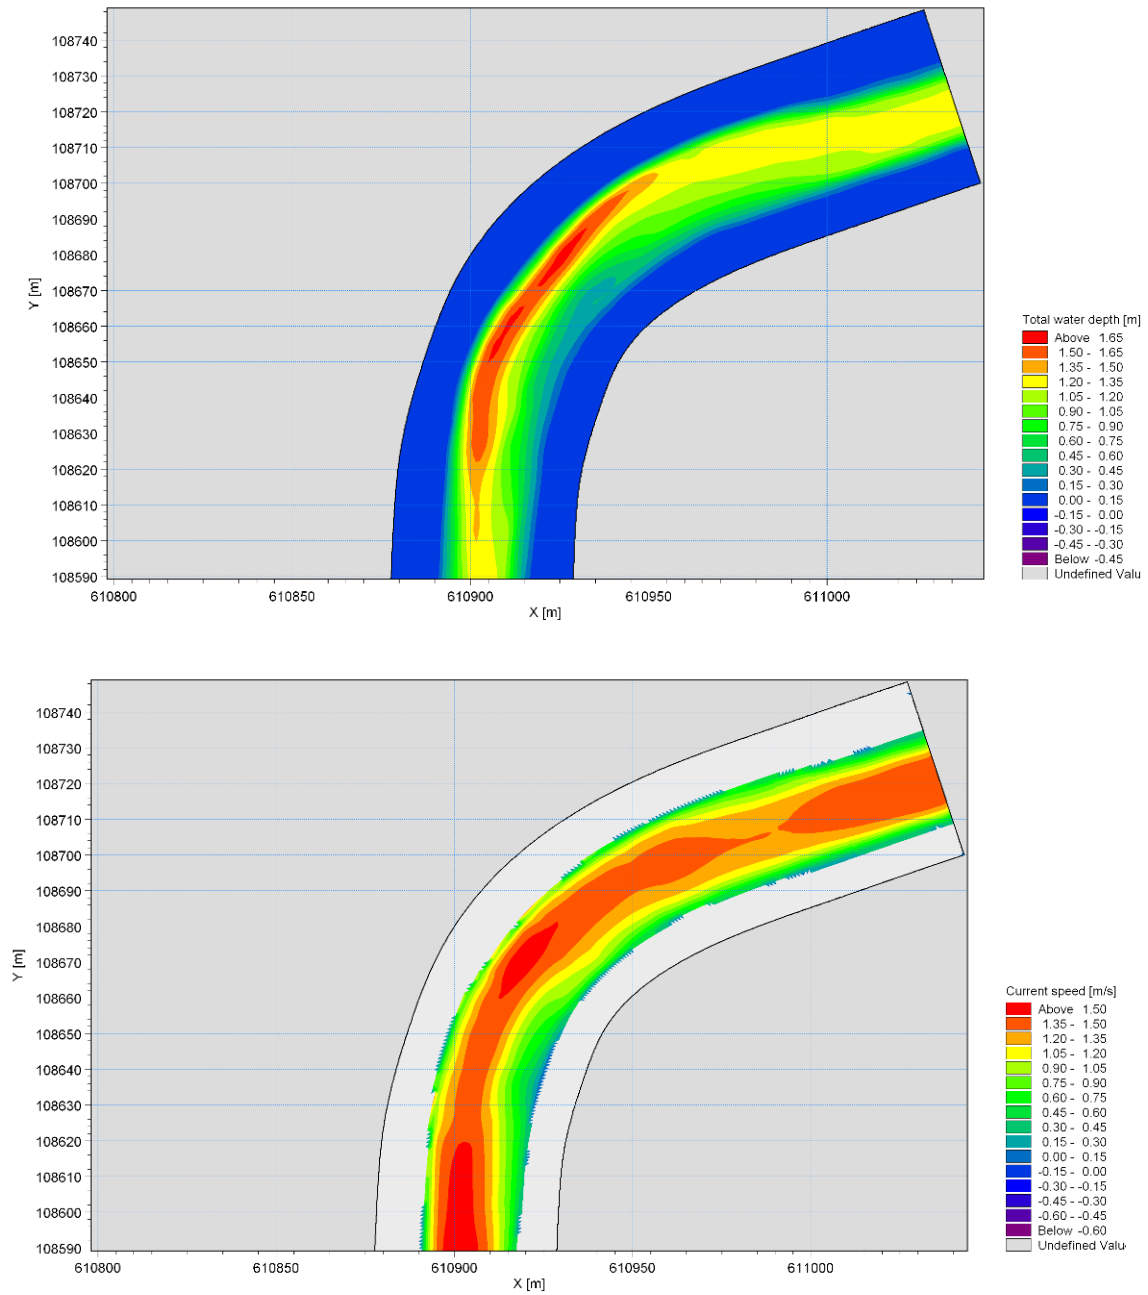 108740
108730
108720
108710
108700
108690
108680
108670
108660
108650
108640
108630
108620
108610
108600
108590
Y [m]
610800 610850 610900 610950 611000
X [m]
Total water depth [m]
Above 1.65
1.50 - 1.65
1.35 - 1.50
1.20 - 1.35
1.05 - 1.20
0.90 - 1.05
0.75 - 0.90
0.60 - 0.75
0.45 - 0.60
0.30 - 0.45
0.15 - 0.30
0.00 - 0.15
-0.15 - 0.00
-0.30 - -0.15
-0.45 - -0.30
Below -0.45
Undefined Valu
108740
108730
108720
108710
108700
108690
108680
108670
108660
108650
108640
108630
108620
108610
108600
108590
Y [m]
610800 610850 610900 610950 611000
X [m]
Current speed [m/s]
Above 1.50
1.35 - 1.50
1.20 - 1.35
1.05 - 1.20
0.90 - 1.05
0.75 - 0.90
0.60 - 0.75
0.45 - 0.60
0.30 - 0.45
0.15 - 0.30
0.00 - 0.15
-0.15 - 0.00
-0.30 - -0.15
-0.45 - -0.30
-0.60 - -0.45
Below -0.60
Undefined Valu